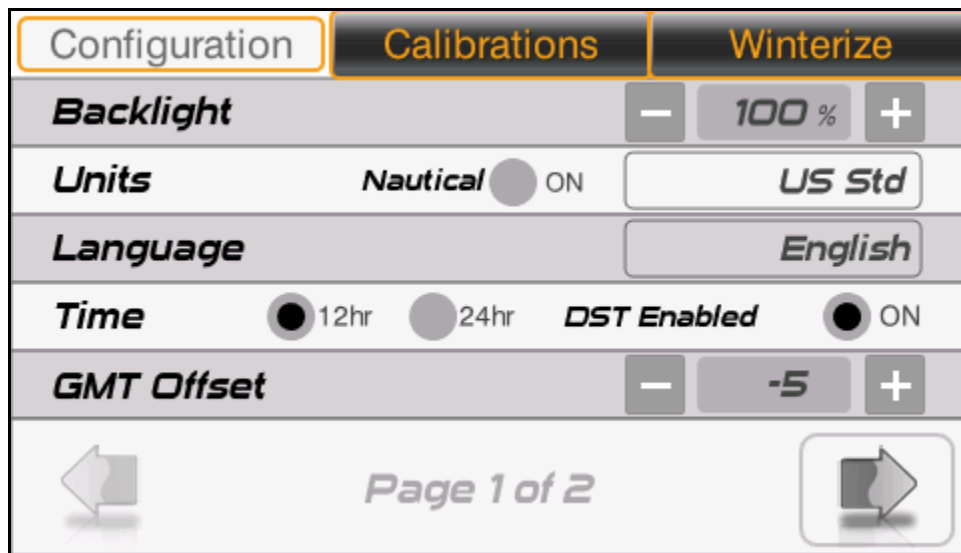 Configuration Calibrations Winterize
Backlight − 100 % +
Units Nautical ON US Std
Language English
Time 12hr 24hr DST Enabled ON
GMT Offset − -5 +
Page 1 of 2